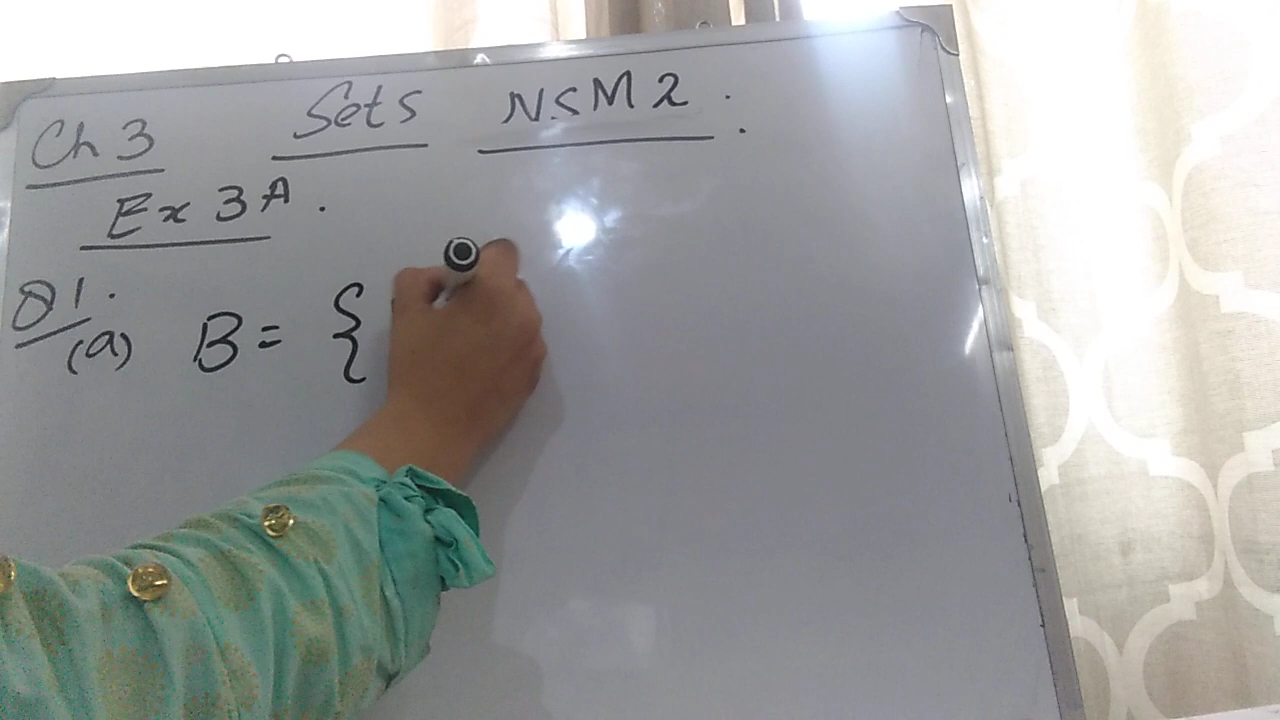 Ch 3 Sets N.S M 2.
Ex 3A.
Q1.
(a) B = {